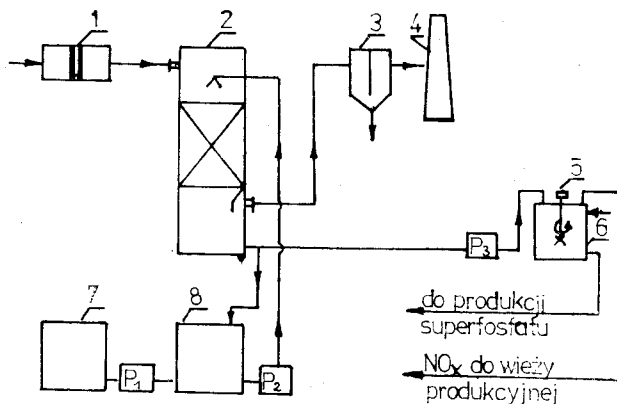 1
2
3
4
5
6
7
8
P₁
P₂
P₃
do produkcji
superfosfatu
NOx do wieży
produkcyjnej